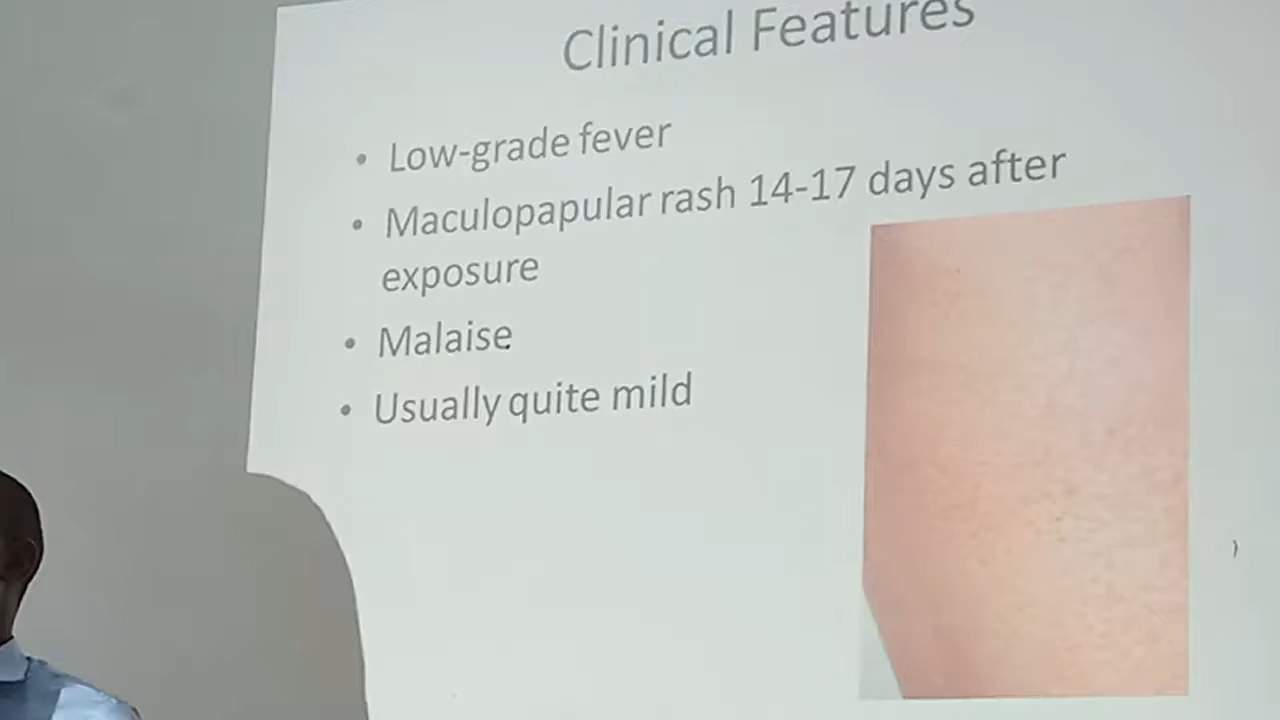 Clinical Features
• Low-grade fever
• Maculopapular rash 14-17 days after
exposure
• Malaise
• Usually quite mild